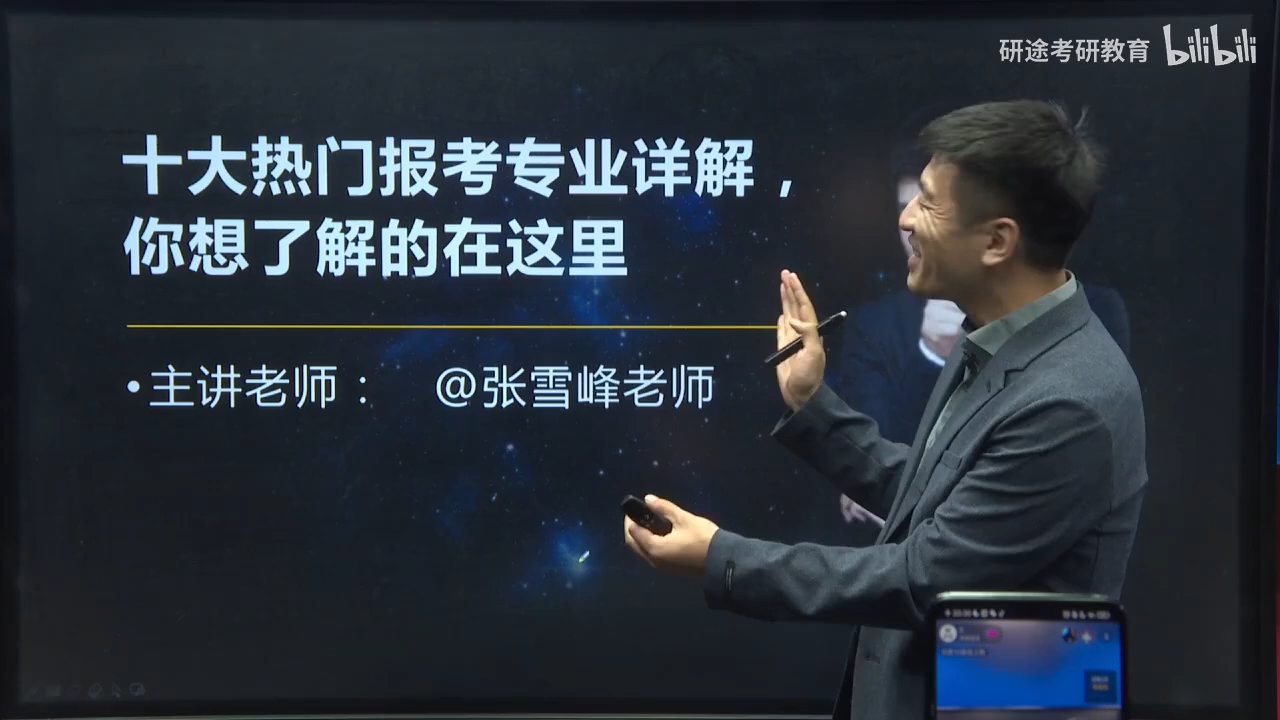 研途考研教育 bilibili
十大热门报考专业详解，
你想了解的在这里
•主讲老师： @张雪峰老师